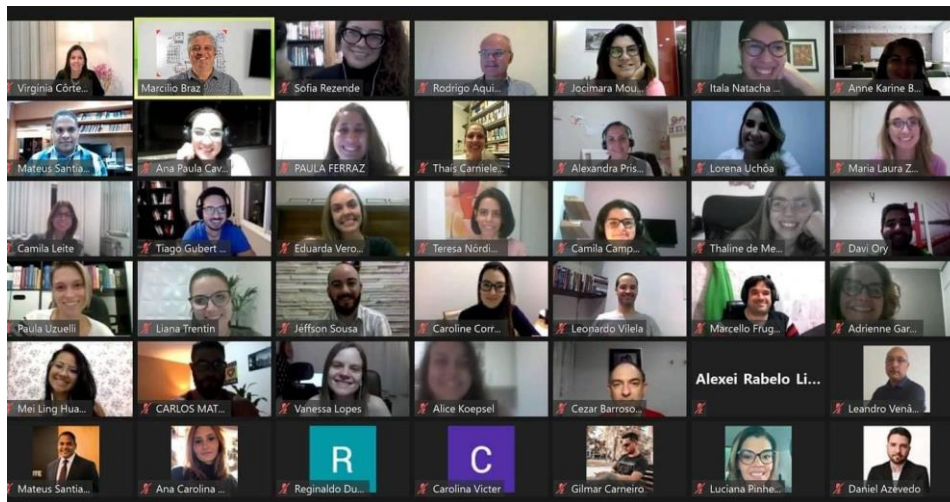 Virgínia Côrte...
Marcilio Braz
Sofia Rezende
Rodrigo Aqui...
Jocimara Mou...
Itala Natacha ...
Anne Karine B...
Mateus Santia...
Ana Paula Cav...
PAULA FERRAZ
Thaís Carniele...
Alexandra Pris...
Lorena Uchôa
Maria Laura Z...
Camila Leite
Tiago Gubert ...
Eduarda Vero...
Teresa Nórdi...
Camila Camp...
Thaline de Me...
Davi Ory
Paula Uzuelli
Liana Trentin
Jéffson Sousa
Caroline Corr...
Leonardo Vilela
Marcello Frug...
Adrienne Gar...
Mei Ling Hua...
CARLOS MAT...
Vanessa Lopes
Alice Koepsel
Cezar Barroso...
Alexei Rabelo Li...
Leandro Venâ...
Mateus Santia...
Ana Carolina ...
R
Reginaldo Du...
C
Carolina Victer
Gilmar Carneiro
Luciana Pinhe...
Daniel Azevedo